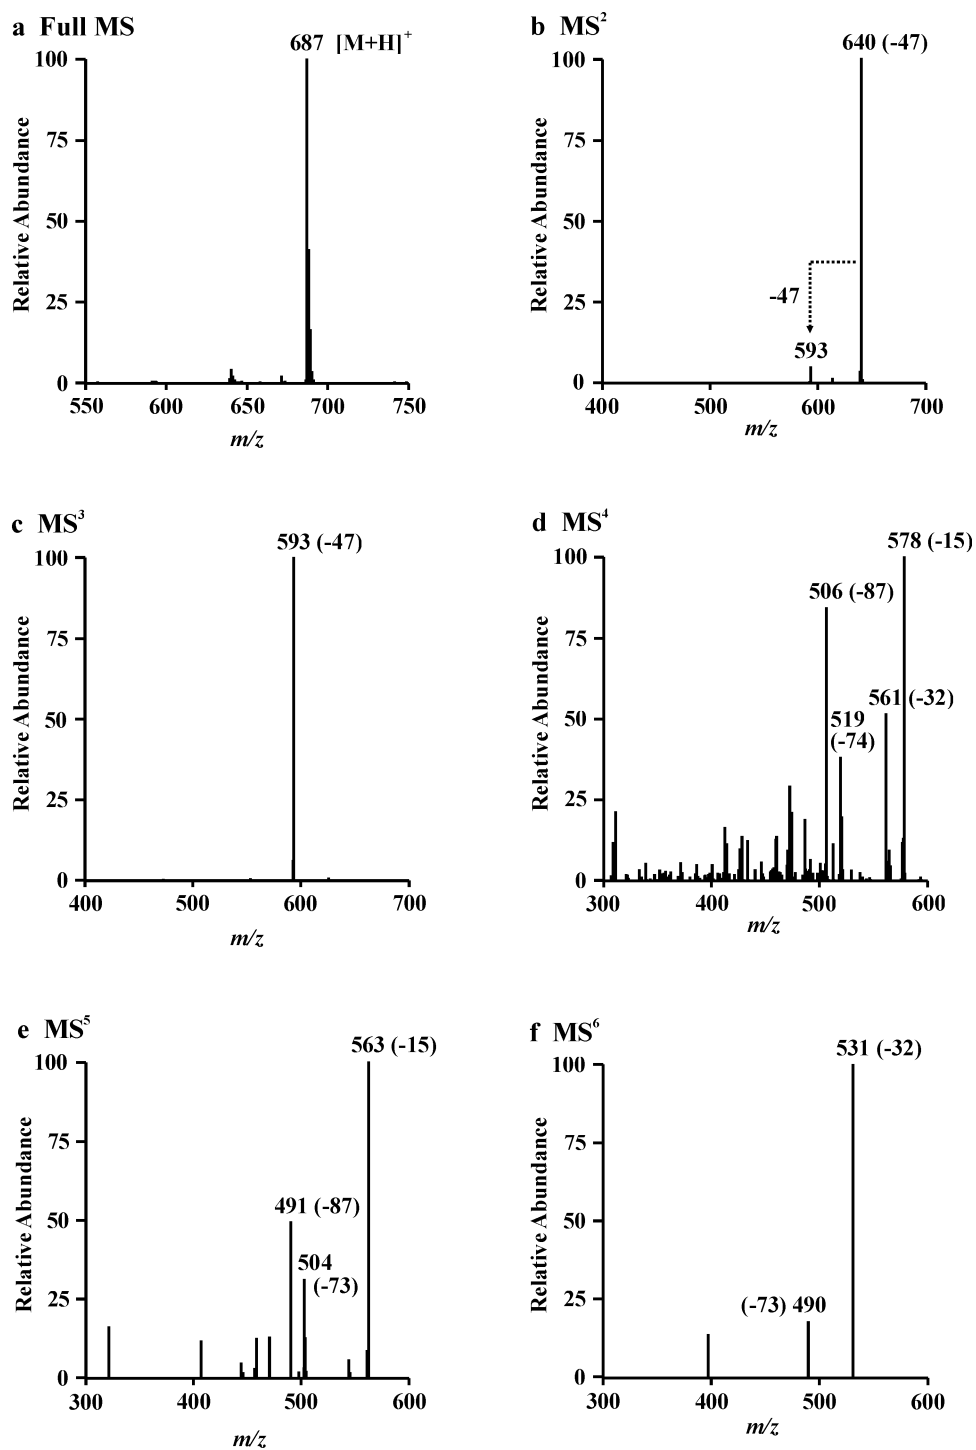 a Full MS
687 [M+H]+
100
75
50
25
0
Relative Abundance
550 600 650 700 750
m/z
b MS2
640 (-47)
100
75
50
25
0
Relative Abundance
-47
593
400 500 600 700
m/z
c MS3
593 (-47)
100
75
50
25
0
Relative Abundance
400 500 600 700
m/z
d MS4
578 (-15)
506 (-87)
561 (-32)
519
(-74)
100
75
50
25
0
Relative Abundance
300 400 500 600
m/z
e MS5
563 (-15)
491 (-87)
504
(-73)
100
75
50
25
0
Relative Abundance
300 400 500 600
m/z
f MS6
531 (-32)
(-73) 490
100
75
50
25
0
Relative Abundance
300 400 500 600
m/z